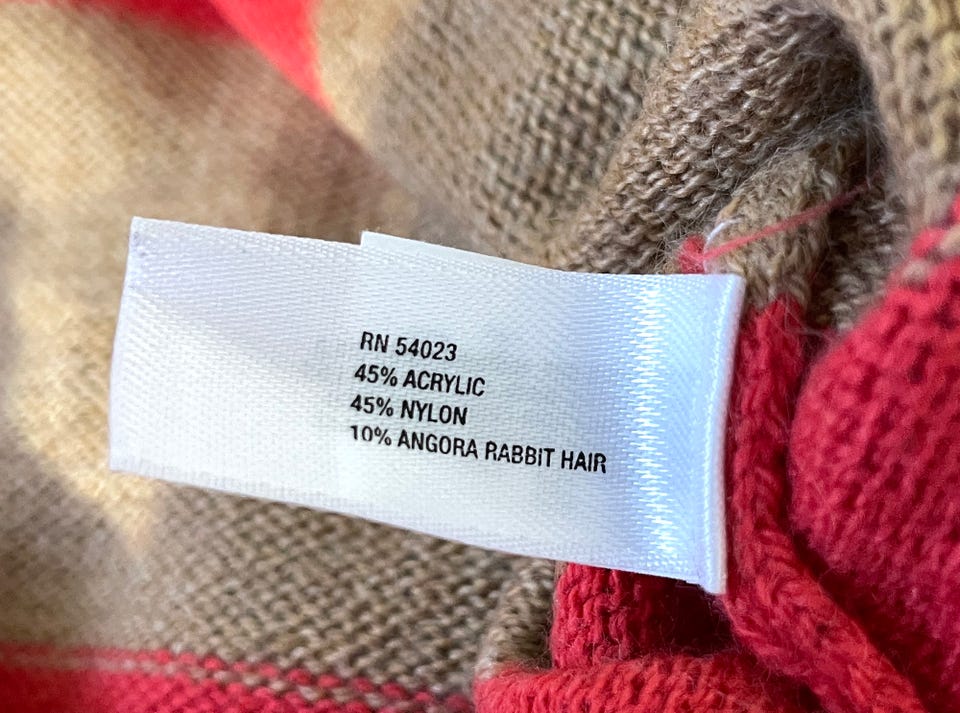 RN 54023
45% ACRYLIC
45% NYLON
10% ANGORA RABBIT HAIR